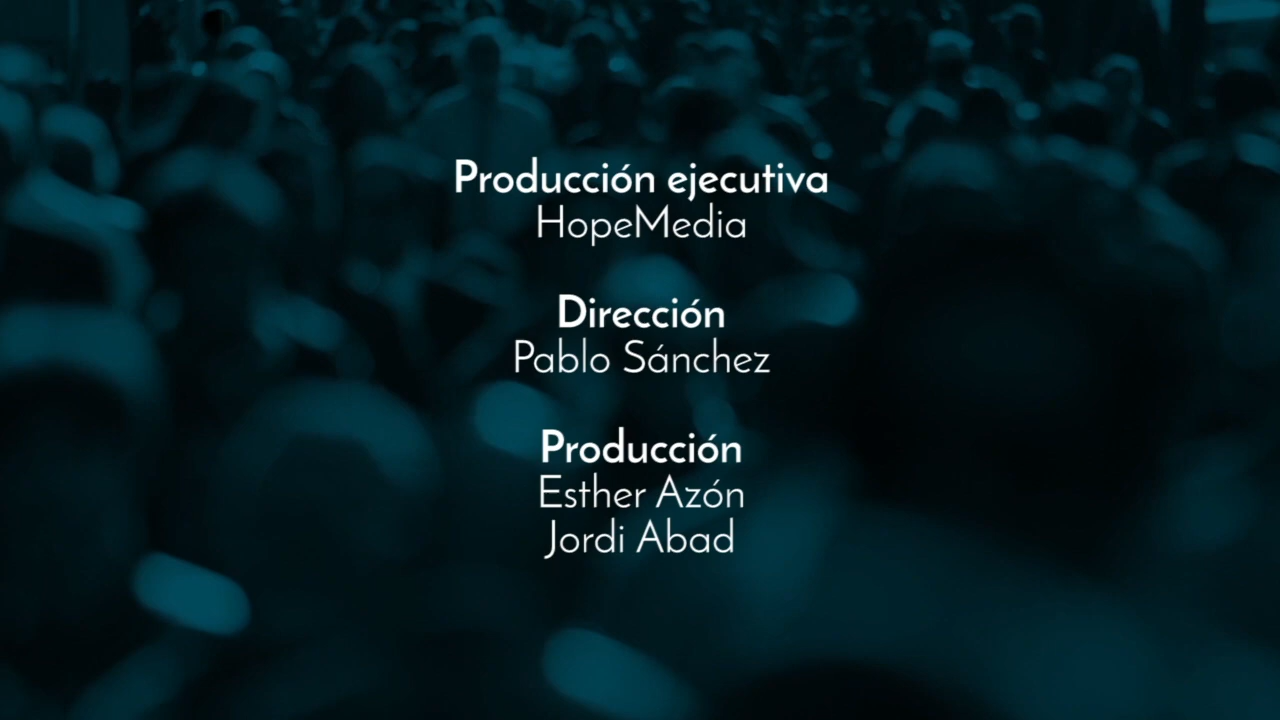 Producción ejecutiva
HopeMedia
Dirección
Pablo Sánchez
Producción
Esther Azón
Jordi Abad